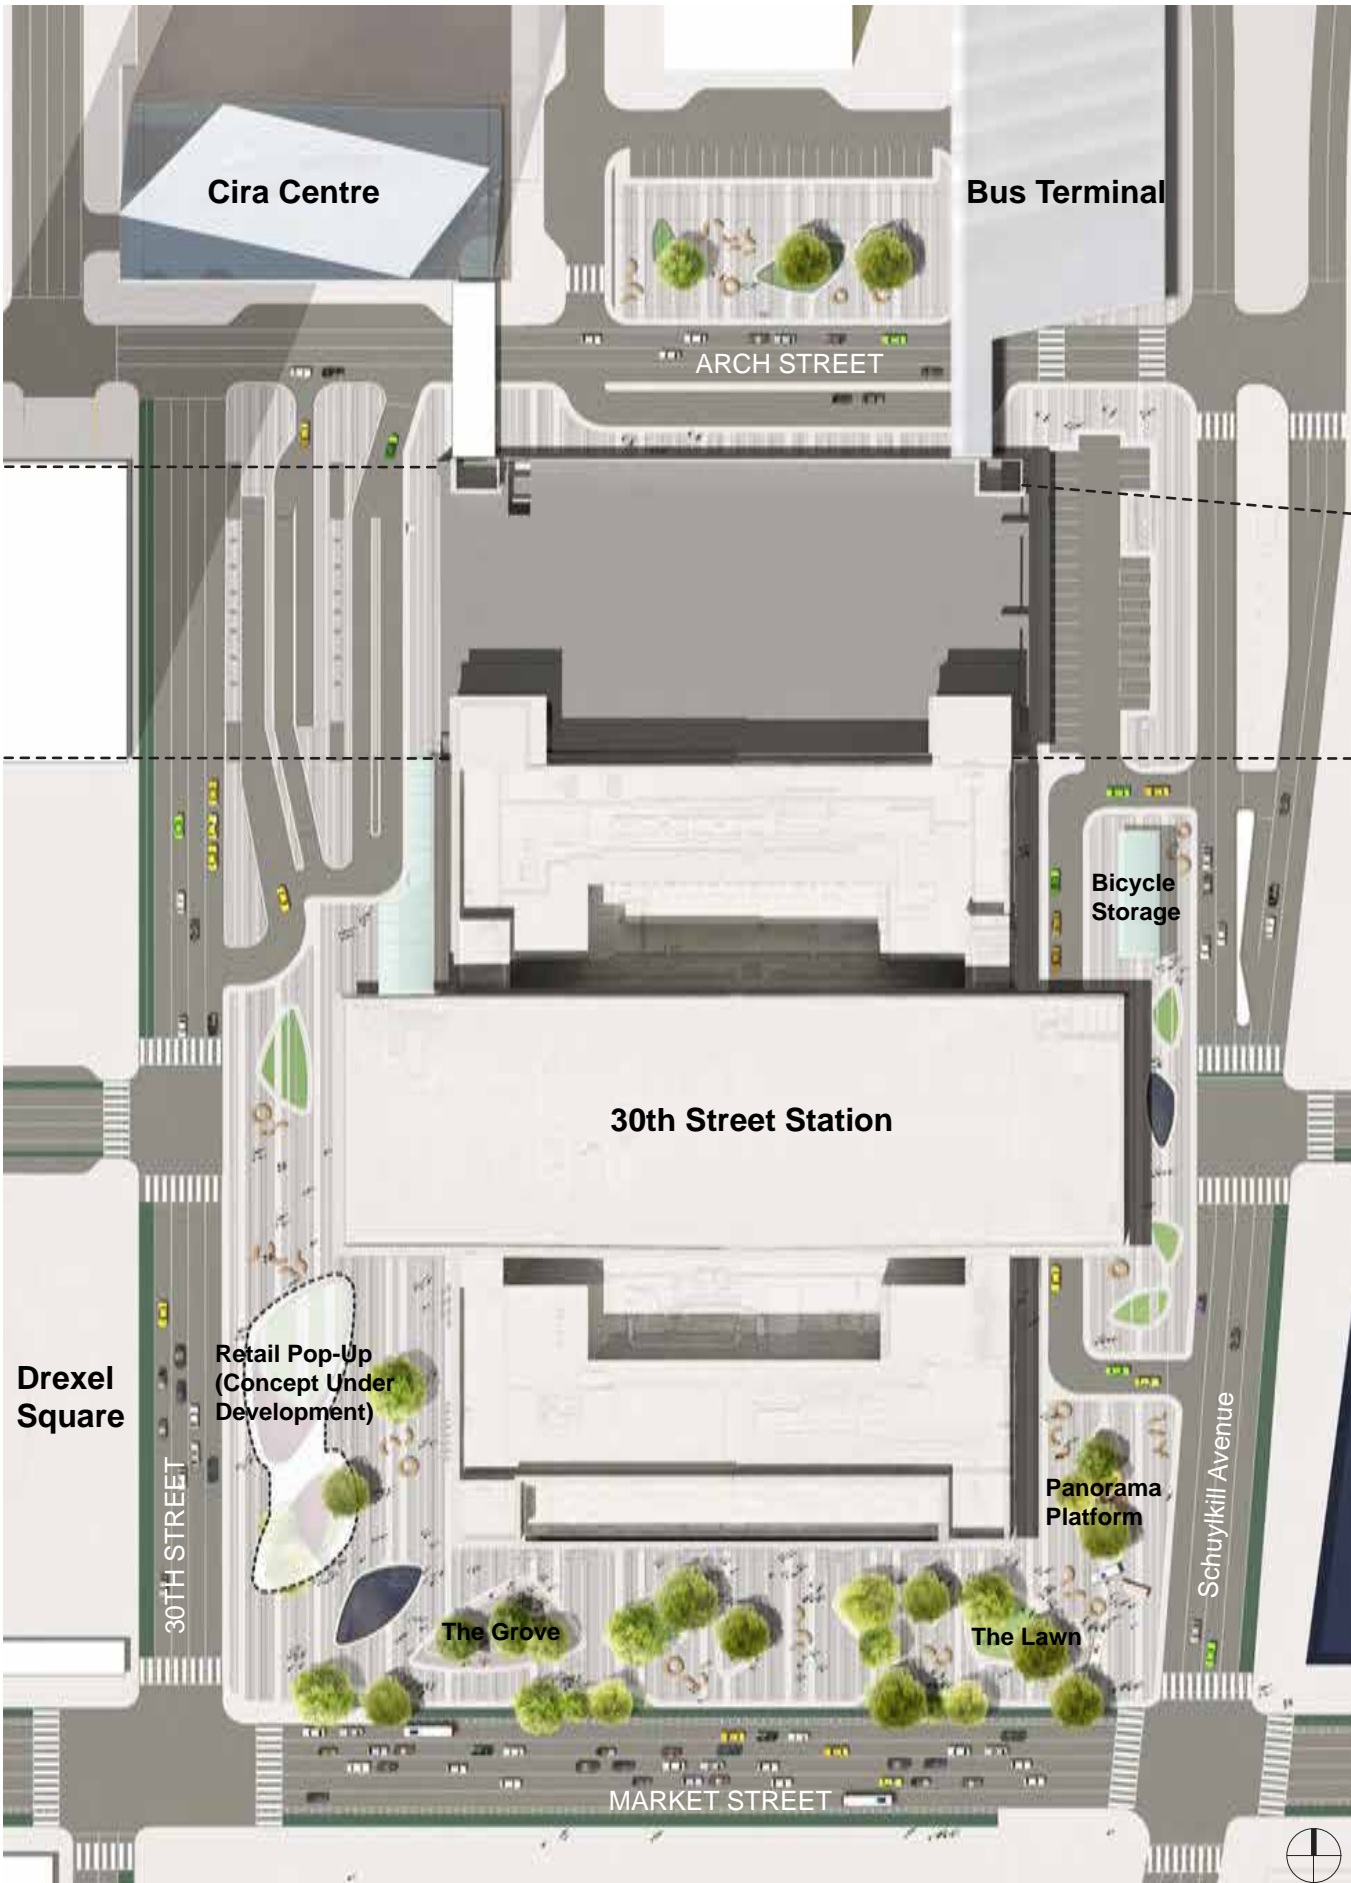 Cira Centre
Bus Terminal
ARCH STREET
Bicycle
Storage
30th Street Station
Drexel
Square
Retail Pop-Up
(Concept Under
Development)
30TH STREET
Panorama
Platform
Schuylkill Avenue
The Grove
The Lawn
MARKET STREET